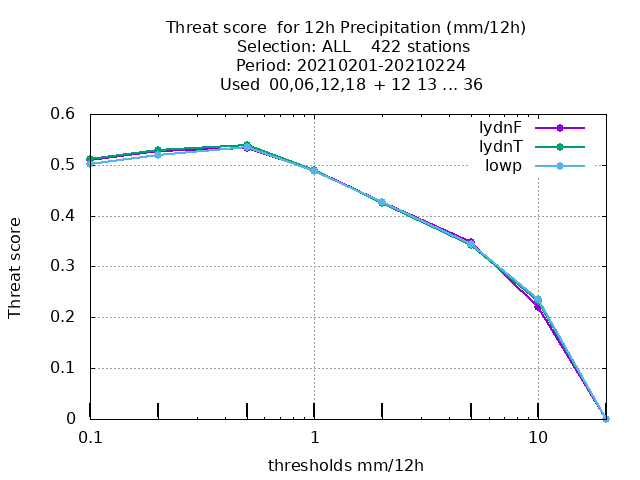 Threat score  for 12h Precipitation (mm/12h)
Selection: ALL    422 stations
Period: 20210201-20210224
Used  00,06,12,18  + 12 13 ... 36
lydnF
lydnT
lowp
0.6
0.5
0.4
0.3
0.2
0.1
0
Threat score
0.1 1 10
thresholds mm/12h